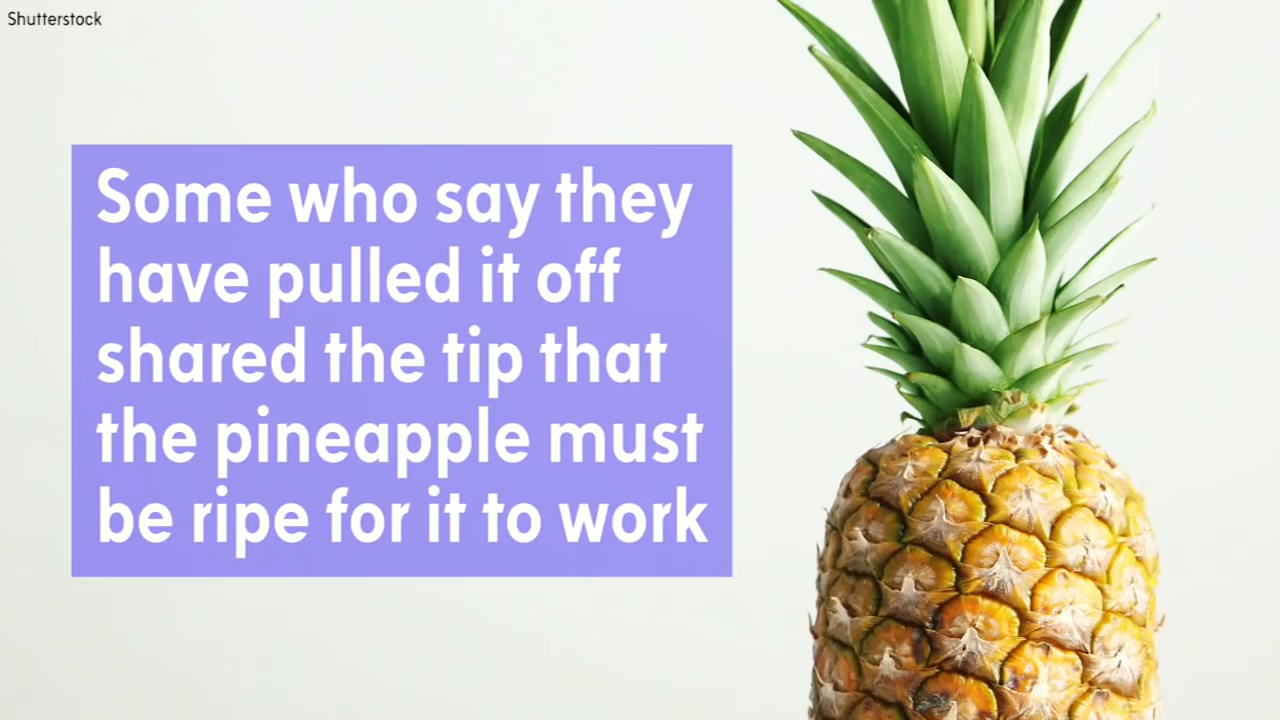 Shutterstock
Some who say they
have pulled it off
shared the tip that
the pineapple must
be ripe for it to work